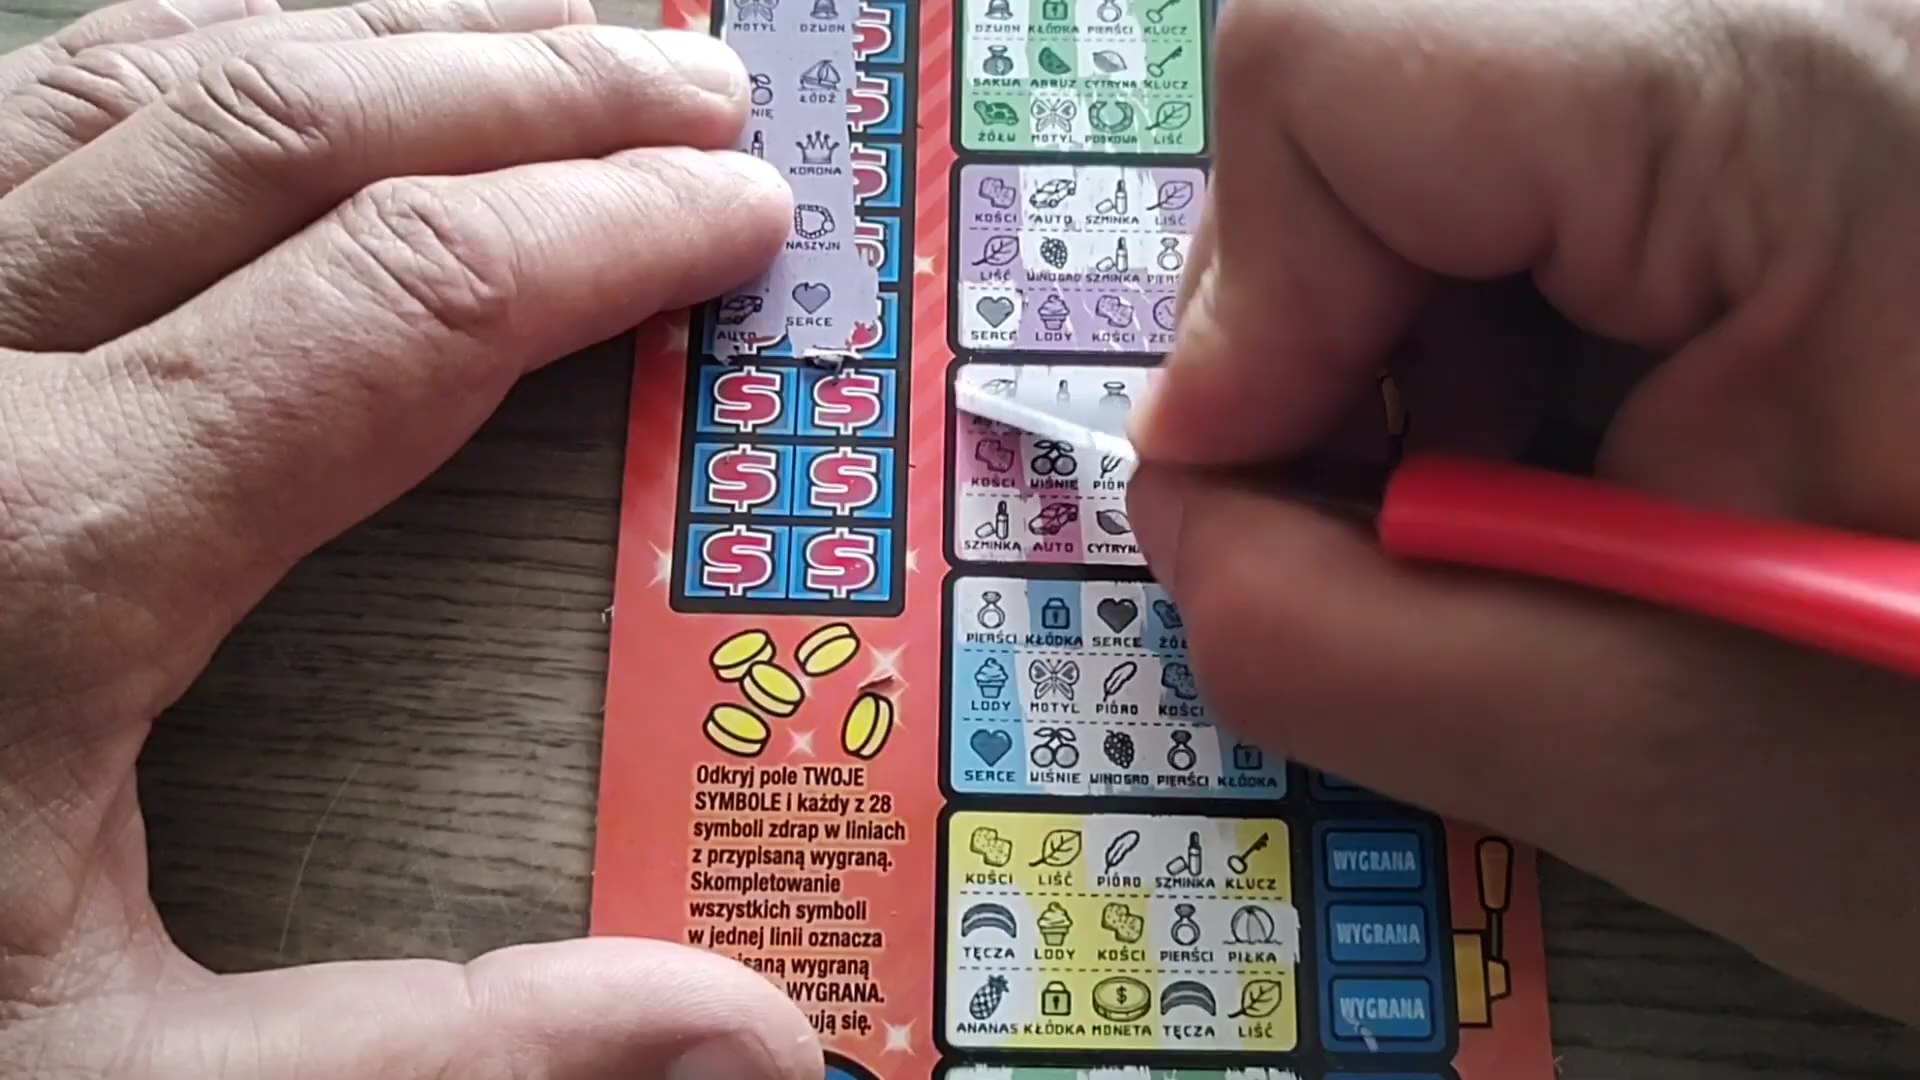 MOTYL DZWON
ŁÓDŹ
KORONA
NASZYJN
AUTO SERCE
$ $
$ $
$ $
Odkryj pole TWOJE
SYMBOLE i każdy z 28
symboli zdrap w liniach
z przypisaną wygraną.
Skompletowanie
wszystkich symboli
w jednej linii oznacza
wygraną
WYGRANA.
się.
DZWON KŁÓDKA PIERŚCI KLUCZ
SAKWA ARBUZ CYTRYNA KLUCZ
ŻÓŁW MOTYL PODKOWA LIŚĆ
KOŚCI AUTO SZMINKA LIŚĆ
LIŚĆ WINOGRO SZMINKA PIERŚ
SERCE LODY KOŚCI
KOŚCI WIŚNIE PIÓR
SZMINKA AUTO CYTRYNA
PIERŚCI KŁÓDKA SERCE ŻÓŁ
LODY MOTYL PIÓRO KOŚCI
SERCE WIŚNIE WINOGRO PIERŚCI KŁÓDKA
KOŚCI LIŚĆ PIÓRO SZMINKA KLUCZ
TĘCZA LODY KOŚCI PIERŚCI PIŁKA
ANANAS KŁÓDKA MONETA TĘCZA LIŚĆ
WYGRANA
WYGRANA
WYGRANA